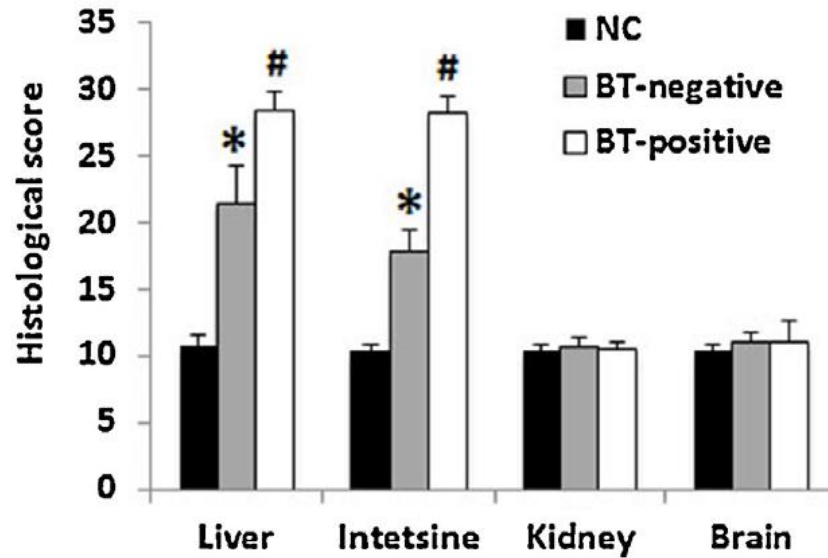 35
30
25
20
15
10
5
0
Histological score
NC
BT-negative
BT-positive
#
*
#
*
Liver Intetsine Kidney Brain